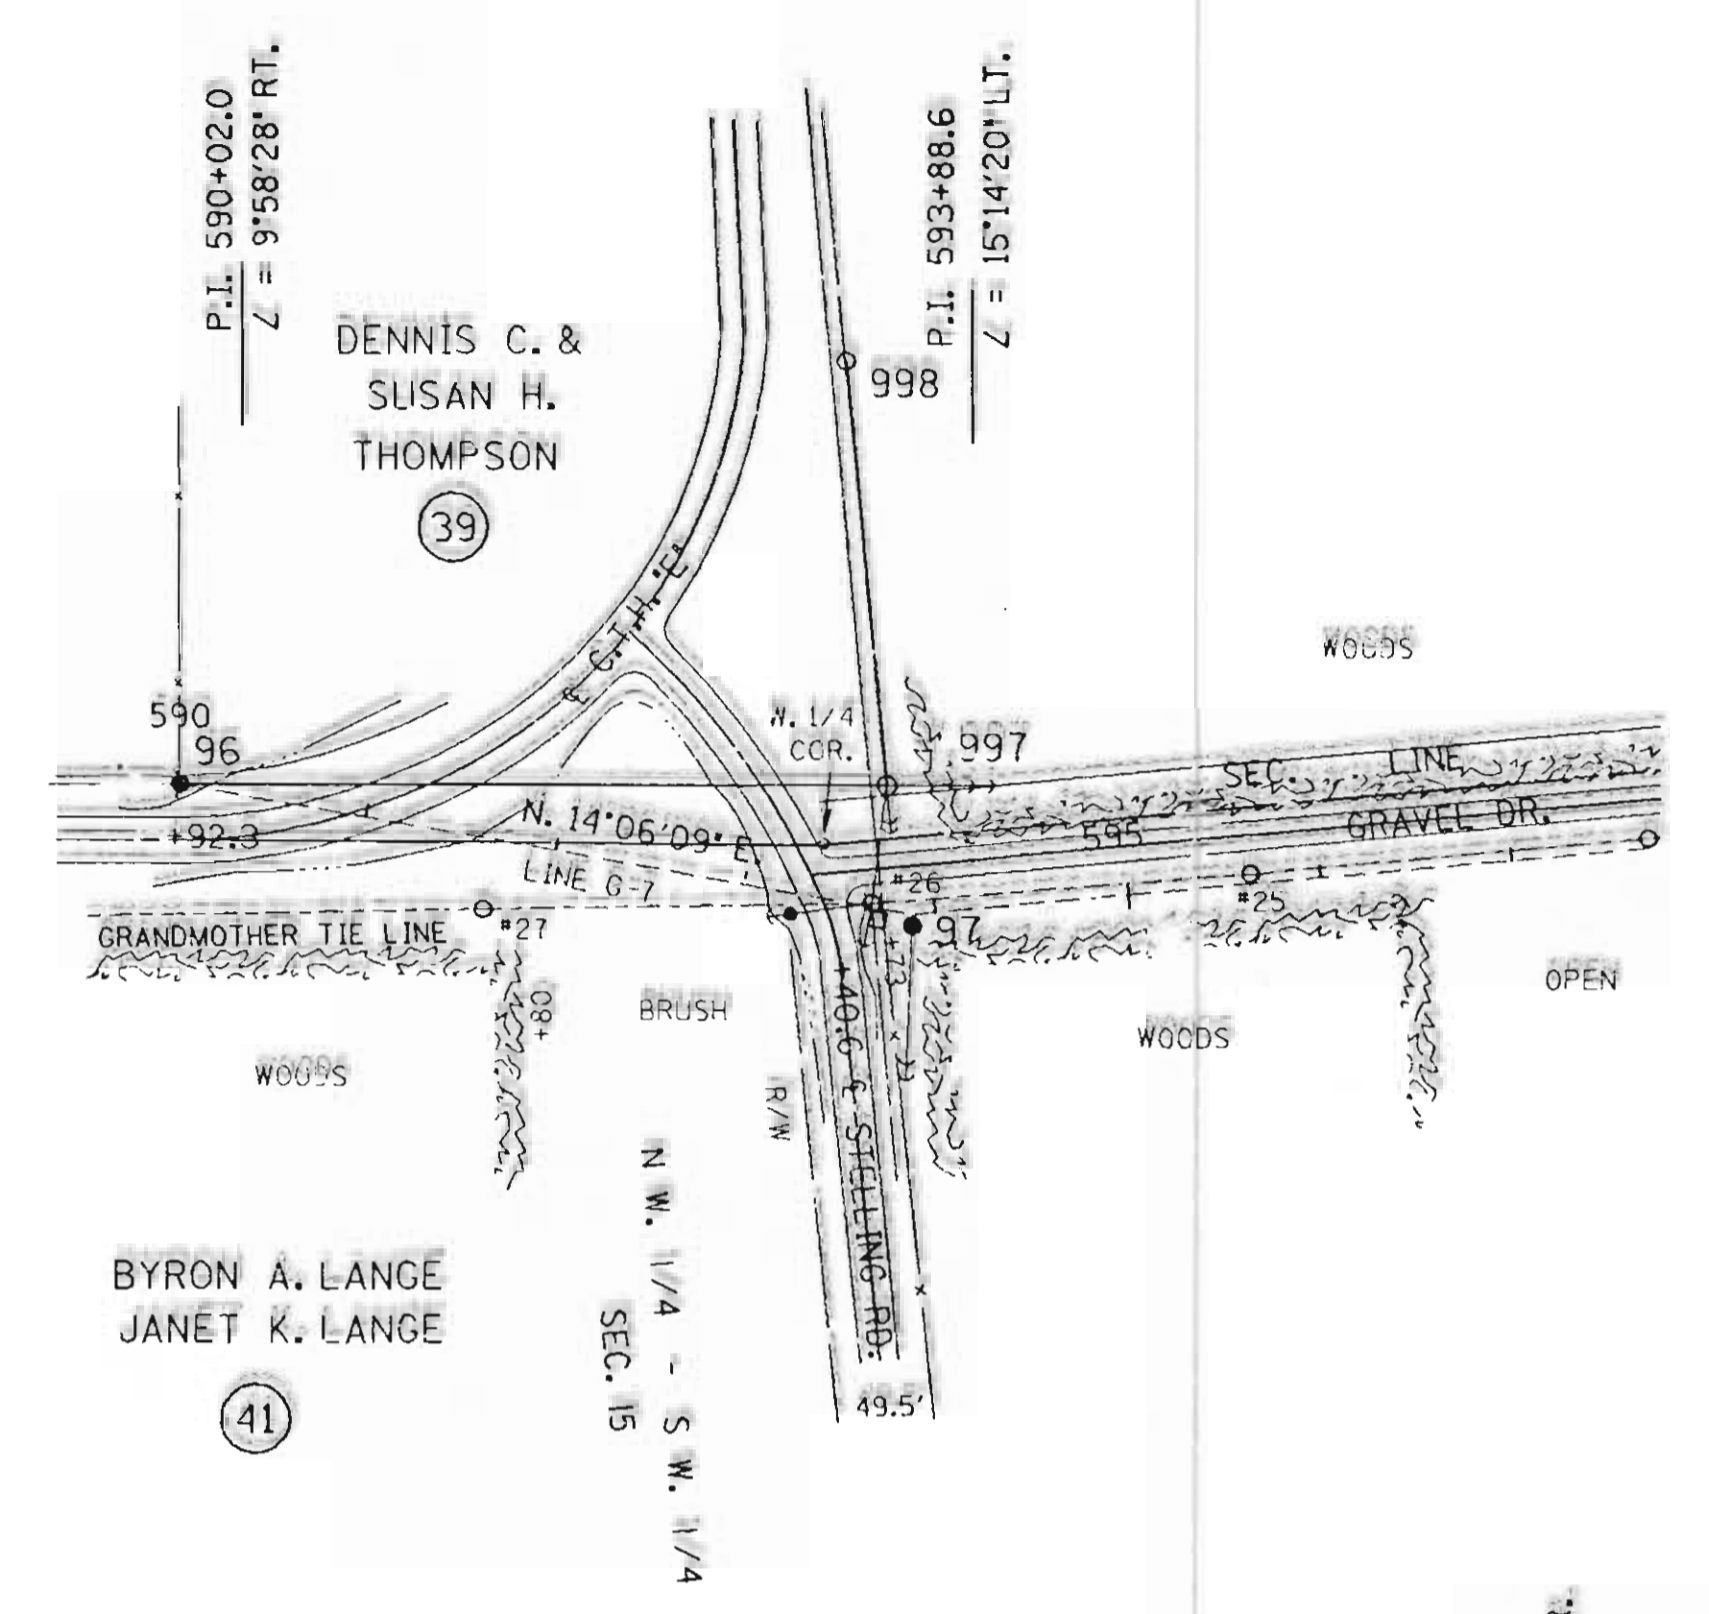 P.I. 590+02.0
∠ = 9°58'28" RT.
P.I. 593+88.6
∠ = 15°14'20" LT.
DENNIS C. &
SUSAN H.
THOMPSON
39
998
℄ C.T.H. "E"
WOODS
590
96
W. 1/4
COR.
997
SEC. LINE
+92.3
N. 14°06'09" E
595
GRAVEL DR.
LINE G-7
#26
#25
#27
GRANDMOTHER TIE LINE
97
+73
+80
BRUSH
+40.6
OPEN
WOODS
WOODS
R/W
℄ STELLING RD.
N W. 1/4 - S W. 1/4
SEC. 15
BYRON A. LANGE
JANET K. LANGE
41
49.5'